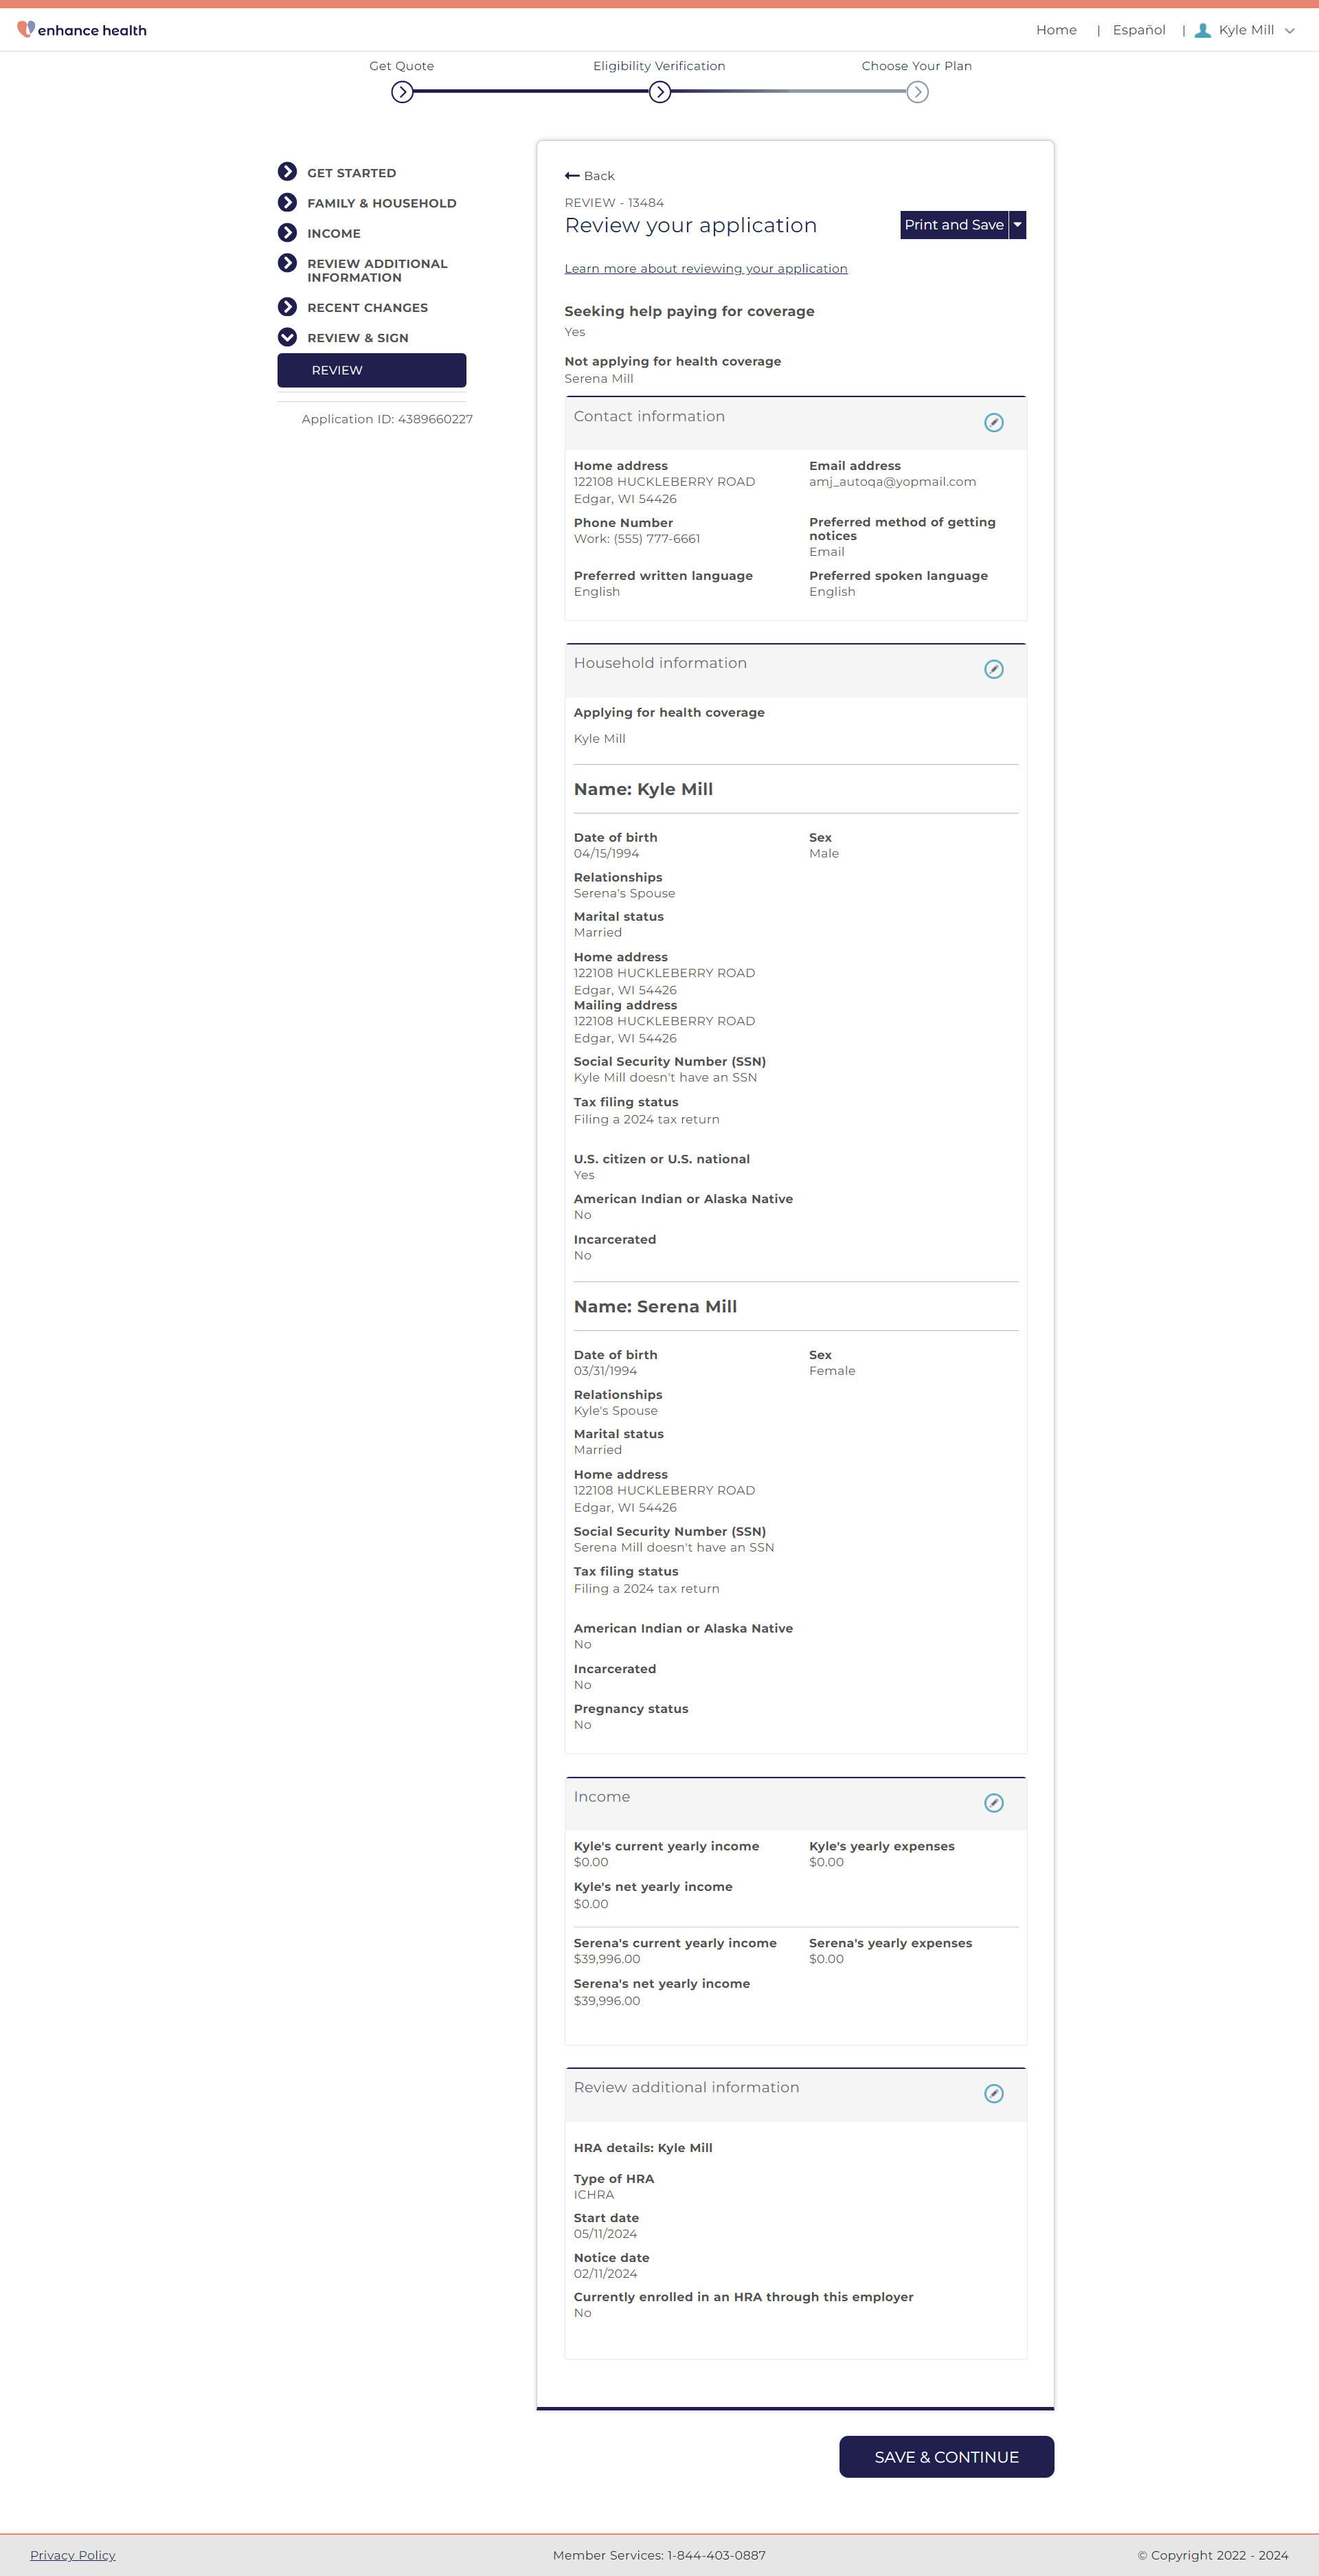 enhance health
Home | Español | Kyle Mill
Get Quote
Eligibility Verification
Choose Your Plan
GET STARTED
FAMILY & HOUSEHOLD
INCOME
REVIEW ADDITIONAL
INFORMATION
RECENT CHANGES
REVIEW & SIGN
REVIEW
Application ID: 4389660227
Back
REVIEW - 13484
Review your application
Print and Save
Learn more about reviewing your application
Seeking help paying for coverage
Yes
Not applying for health coverage
Serena Mill
Contact information
Home address
122108 HUCKLEBERRY ROAD
Edgar, WI 54426
Email address
amj_autoqa@yopmail.com
Phone Number
Work: (555) 777-6661
Preferred method of getting
notices
Email
Preferred written language
English
Preferred spoken language
English
Household information
Applying for health coverage
Kyle Mill
Name: Kyle Mill
Date of birth
04/15/1994
Sex
Male
Relationships
Serena's Spouse
Marital status
Married
Home address
122108 HUCKLEBERRY ROAD
Edgar, WI 54426
Mailing address
122108 HUCKLEBERRY ROAD
Edgar, WI 54426
Social Security Number (SSN)
Kyle Mill doesn't have an SSN
Tax filing status
Filing a 2024 tax return
U.S. citizen or U.S. national
Yes
American Indian or Alaska Native
No
Incarcerated
No
Name: Serena Mill
Date of birth
03/31/1994
Sex
Female
Relationships
Kyle's Spouse
Marital status
Married
Home address
122108 HUCKLEBERRY ROAD
Edgar, WI 54426
Social Security Number (SSN)
Serena Mill doesn't have an SSN
Tax filing status
Filing a 2024 tax return
American Indian or Alaska Native
No
Incarcerated
No
Pregnancy status
No
Income
Kyle's current yearly income
$0.00
Kyle's yearly expenses
$0.00
Kyle's net yearly income
$0.00
Serena's current yearly income
$39,996.00
Serena's yearly expenses
$0.00
Serena's net yearly income
$39,996.00
Review additional information
HRA details: Kyle Mill
Type of HRA
ICHRA
Start date
05/11/2024
Notice date
02/11/2024
Currently enrolled in an HRA through this employer
No
SAVE & CONTINUE
Privacy Policy
Member Services: 1-844-403-0887
© Copyright 2022 - 2024